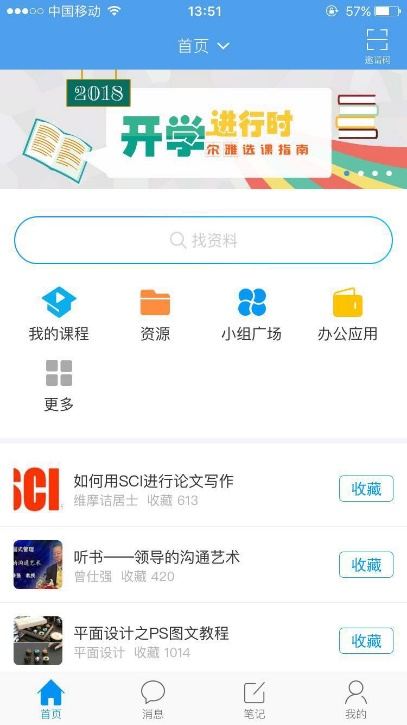 中国移动
13:51
57%
首页
邀请码
2018
开学进行时
尔雅选课指南
找资料
我的课程
资源
小组广场
办公应用
更多
SCI
如何用SCI进行论文写作
收藏
维摩诘居士 收藏 613
听书——领导的沟通艺术
收藏
曾仕强 收藏 420
平面设计之PS图文教程
收藏
平面设计 收藏 1014
首页
消息
笔记
我的